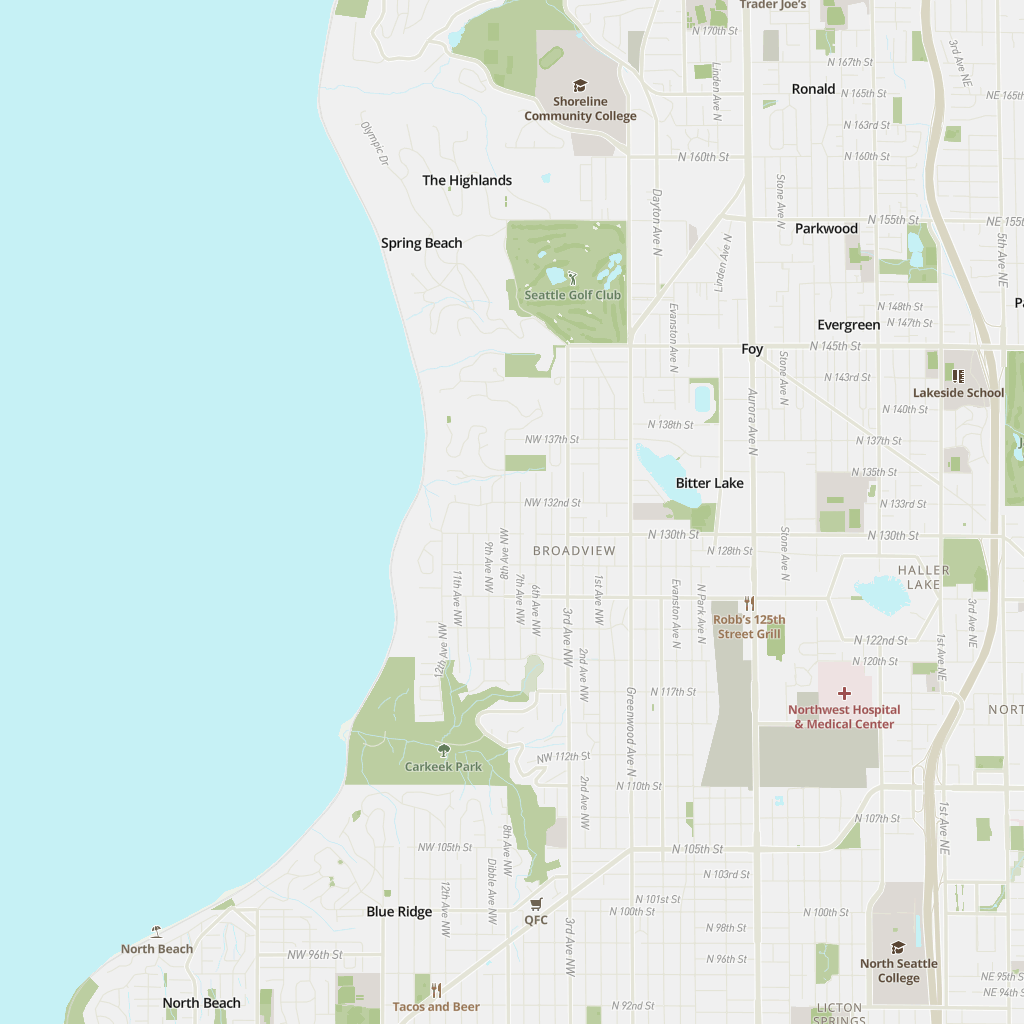 Trader Joe's
N 170th St
3rd Ave NE
N 167th St
Linden Ave N
Ronald
N 165th St
NE 165th
Shoreline
Community College
Olympic Dr
N 163rd St
N 160th St
N 160th St
The Highlands
Stone Ave N
Dayton Ave N
N 155th St
NE 155t
Parkwood
Spring Beach
5th Ave NE
Linden Ave N
Seattle Golf Club
N 148th St
Evergreen
N 147th St
Evanston Ave N
Foy
N 145th St
Stone Ave N
N 143rd St
Lakeside School
Aurora Ave N
N 140th St
N 138th St
NW 137th St
N 137th St
N 135th St
Bitter Lake
NW 132nd St
N 133rd St
N 130th St
N 130th St
8th Ave NW
9th Ave NW
BROADVIEW
N 128th St
Stone Ave N
HALLER
LAKE
11th Ave NW
7th Ave NW
6th Ave NW
1st Ave NW
Evanston Ave N
N Park Ave N
3rd Ave NE
Robb's 125th
Street Grill
3rd Ave NW
12th Ave NW
N 122nd St
1st Ave NE
2nd Ave NW
N 120th St
N 117th St
Greenwood Ave N
Northwest Hospital
& Medical Center
NORT
Carkeek Park
NW 112th St
N 110th St
2nd Ave NW
N 107th St
1st Ave NE
NW 105th St
8th Ave NW
N 105th St
Dibble Ave NW
12th Ave NW
N 103rd St
N 101st St
Blue Ridge
QFC
N 100th St
N 100th St
3rd Ave NW
N 98th St
North Beach
NW 96th St
N 96th St
North Seattle
College
NE 95th S
NE 94th S
North Beach
Tacos and Beer
N 92nd St
LICTON
SPRINGS